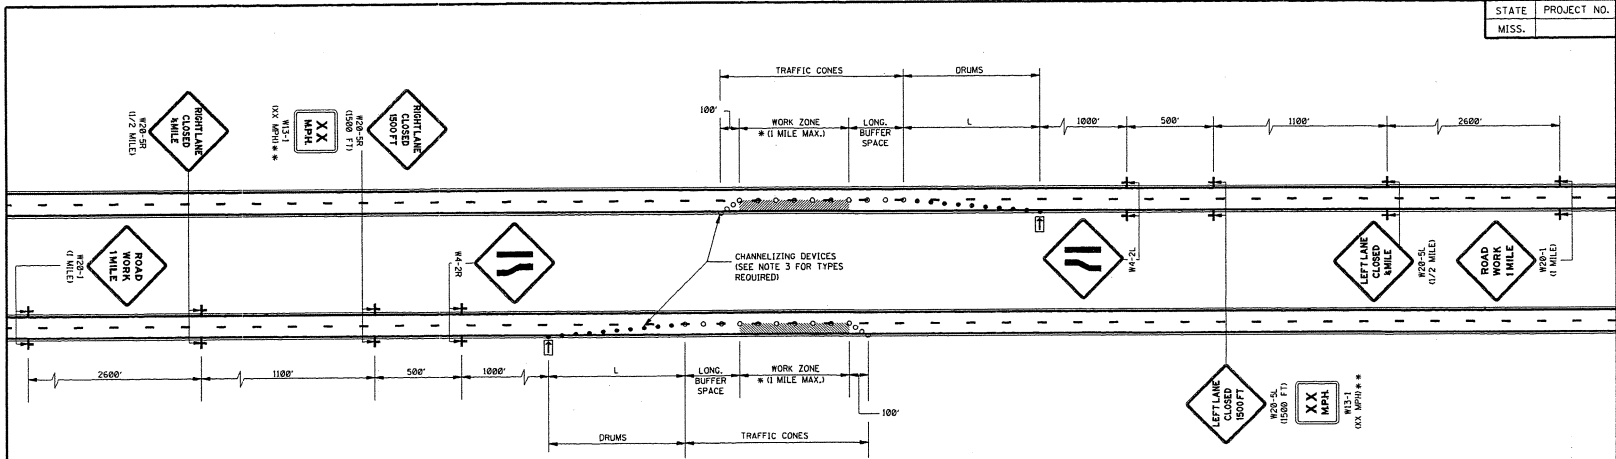 STATE PROJECT NO.
MISS.
TRAFFIC CONES
DRUMS
100'
WORK ZONE
* (1 MILE MAX.)
LONG.
BUFFER
SPACE
L
1000'
500'
1100'
2600'
W20-5R
(1/2 MILE)
RIGHT LANE
CLOSED
½ MILE
W13-1
(XX MPH) * *
XX
M.P.H.
W20-5R
(1500 FT)
RIGHT LANE
CLOSED
1500 FT
W20-1
(1 MILE)
ROAD
WORK
1 MILE
W4-2R
CHANNELIZING DEVICES
(SEE NOTE 3 FOR TYPES
REQUIRED)
W4-2L
LEFT LANE
CLOSED
½ MILE
W20-5L
(1/2 MILE)
ROAD
WORK
1 MILE
W20-1
(1 MILE)
2600'
1100'
500'
1000'
L
LONG.
BUFFER
SPACE
WORK ZONE
* (1 MILE MAX.)
100'
DRUMS
TRAFFIC CONES
LEFT LANE
CLOSED
1500 FT
W20-5L
(1500 FT)
XX
M.P.H.
W13-1
(XX MPH) * *